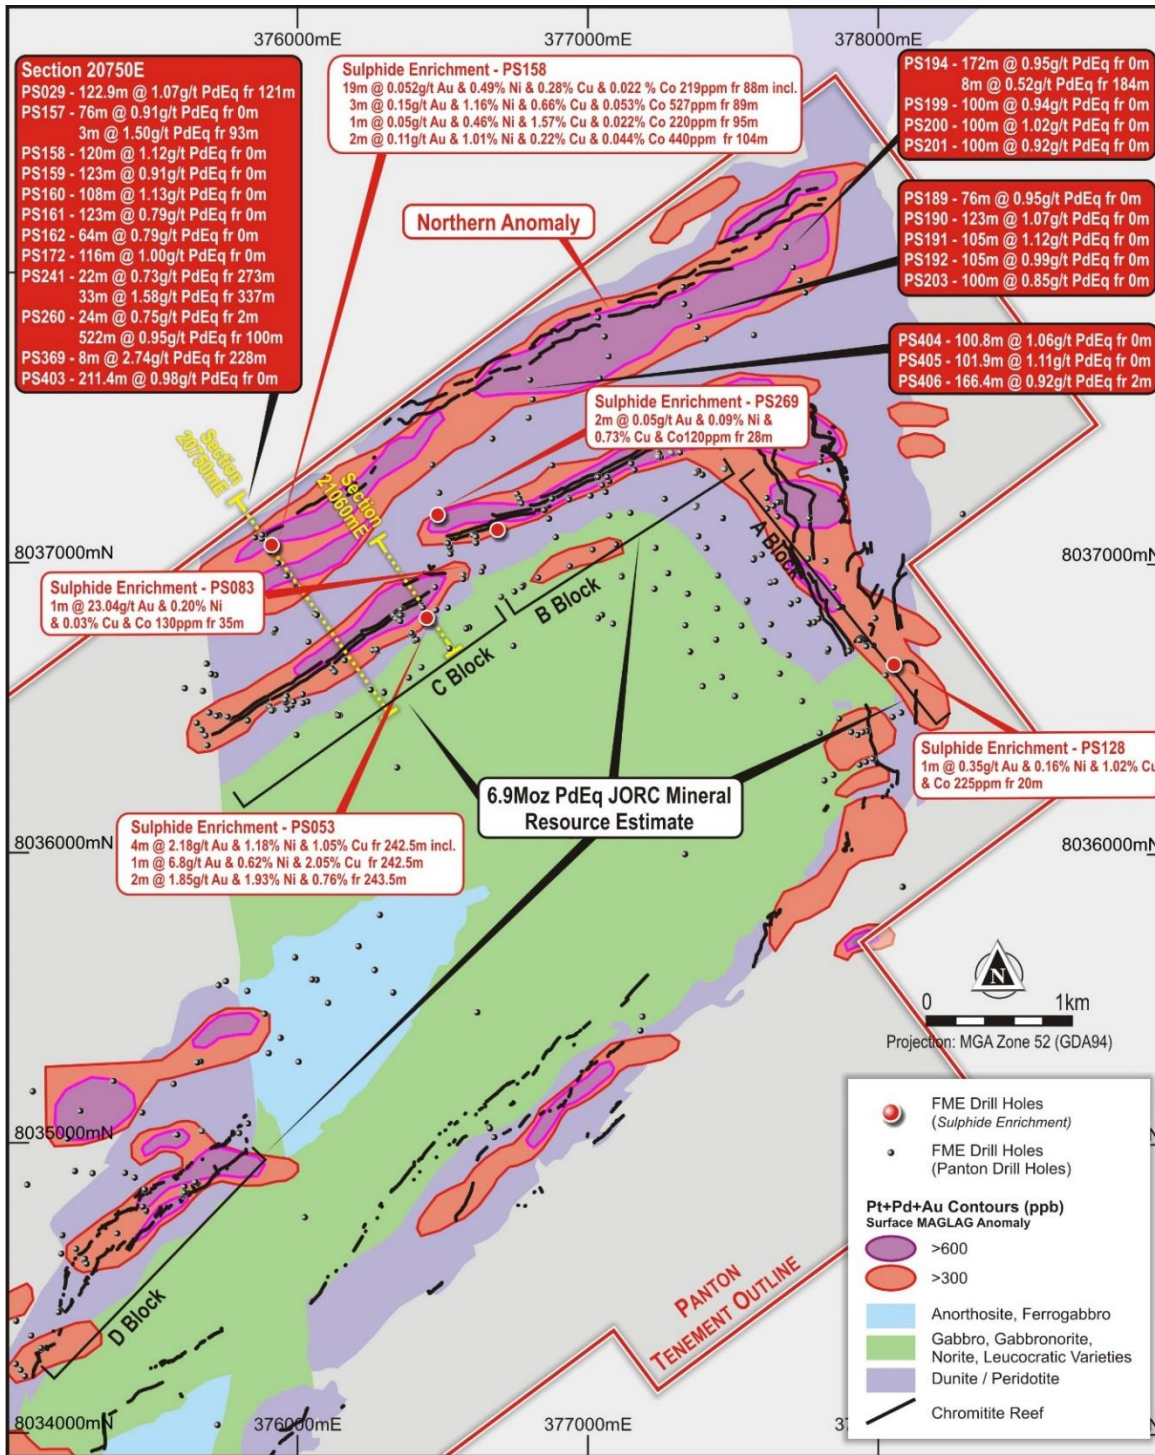 376000mE
377000mE
378000mE
Section 20750E
PS029 - 122.9m @ 1.07g/t PdEq fr 121m
PS157 - 76m @ 0.91g/t PdEq fr 0m
3m @ 1.50g/t PdEq fr 93m
PS158 - 120m @ 1.12g/t PdEq fr 0m
PS159 - 123m @ 0.91g/t PdEq fr 0m
PS160 - 108m @ 1.13g/t PdEq fr 0m
PS161 - 123m @ 0.79g/t PdEq fr 0m
PS162 - 64m @ 0.79g/t PdEq fr 0m
PS172 - 116m @ 1.00g/t PdEq fr 0m
PS241 - 22m @ 0.73g/t PdEq fr 273m
33m @ 1.58g/t PdEq fr 337m
PS260 - 24m @ 0.75g/t PdEq fr 2m
522m @ 0.95g/t PdEq fr 100m
PS369 - 8m @ 2.74g/t PdEq fr 228m
PS403 - 211.4m @ 0.98g/t PdEq fr 0m
Sulphide Enrichment - PS158
19m @ 0.052g/t Au & 0.49% Ni & 0.28% Cu & 0.022 % Co 219ppm fr 88m incl.
3m @ 0.15g/t Au & 1.16% Ni & 0.66% Cu & 0.053% Co 527ppm fr 89m
1m @ 0.05g/t Au & 0.46% Ni & 1.57% Cu & 0.022% Co 220ppm fr 95m
2m @ 0.11g/t Au & 1.01% Ni & 0.22% Cu & 0.044% Co 440ppm fr 104m
PS194 - 172m @ 0.95g/t PdEq fr 0m
8m @ 0.52g/t PdEq fr 184m
PS199 - 100m @ 0.94g/t PdEq fr 0m
PS200 - 100m @ 1.02g/t PdEq fr 0m
PS201 - 100m @ 0.92g/t PdEq fr 0m
Northern Anomaly
PS189 - 76m @ 0.95g/t PdEq fr 0m
PS190 - 123m @ 1.07g/t PdEq fr 0m
PS191 - 105m @ 1.12g/t PdEq fr 0m
PS192 - 105m @ 0.99g/t PdEq fr 0m
PS203 - 100m @ 0.85g/t PdEq fr 0m
PS404 - 100.8m @ 1.06g/t PdEq fr 0m
PS405 - 101.9m @ 1.11g/t PdEq fr 0m
PS406 - 166.4m @ 0.92g/t PdEq fr 2m
Sulphide Enrichment - PS269
2m @ 0.05g/t Au & 0.09% Ni &
0.73% Cu & Co120ppm fr 28m
Section
20750mE
Section
21060mE
8037000mN
8037000mN
A Block
B Block
C Block
Sulphide Enrichment - PS083
1m @ 23.04g/t Au & 0.20% Ni
& 0.03% Cu & Co 130ppm fr 35m
Sulphide Enrichment - PS128
1m @ 0.35g/t Au & 0.16% Ni & 1.02% Cu
& Co 225ppm fr 20m
6.9Moz PdEq JORC Mineral
Resource Estimate
Sulphide Enrichment - PS053
4m @ 2.18g/t Au & 1.18% Ni & 1.05% Cu fr 242.5m incl.
1m @ 6.8g/t Au & 0.62% Ni & 2.05% Cu fr 242.5m
2m @ 1.85g/t Au & 1.93% Ni & 0.76% fr 243.5m
8036000mN
8036000mN
N
0 1km
Projection: MGA Zone 52 (GDA94)
8035000mN
D Block
PANTON
TENEMENT OUTLINE
FME Drill Holes
(Sulphide Enrichment)
FME Drill Holes
(Panton Drill Holes)
Pt+Pd+Au Contours (ppb)
Surface MAGLAG Anomaly
>600
>300
Anorthosite, Ferrogabbro
Gabbro, Gabbronorite,
Norite, Leucocratic Varieties
Dunite / Peridotite
Chromitite Reef
8034000mN
376000mE
377000mE